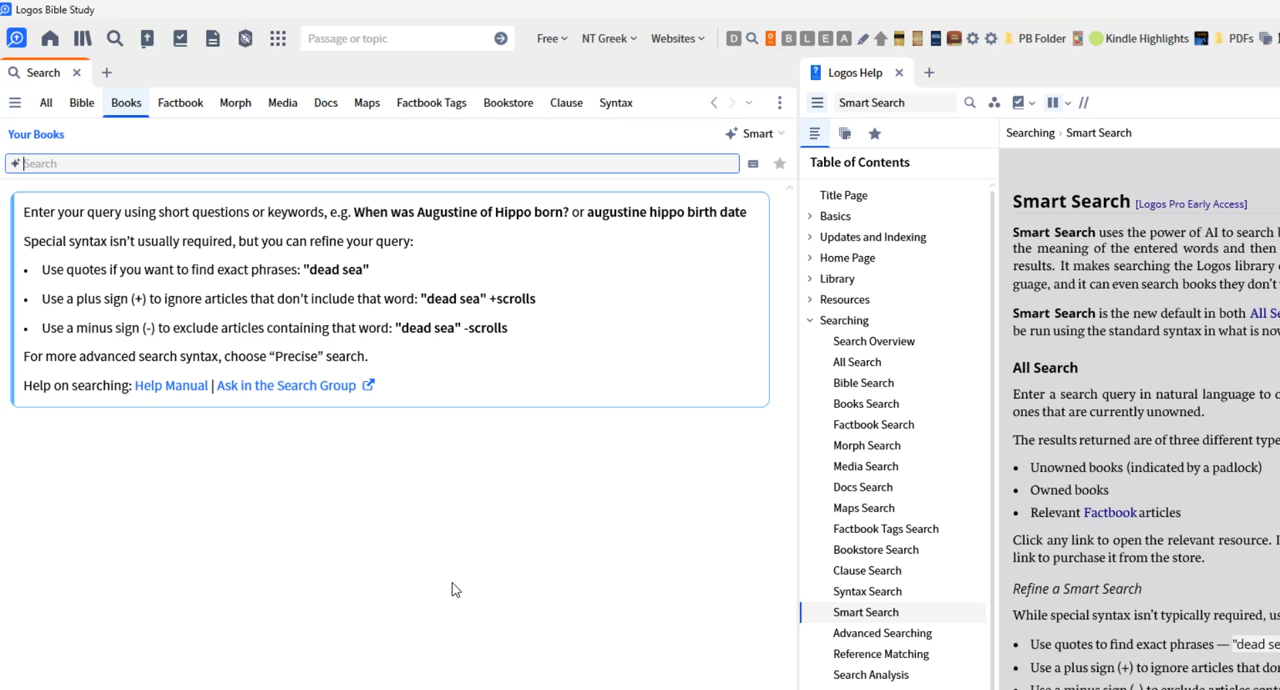 Logos Bible Study
Passage or topic
Free
NT Greek
Websites
D
B
L
E
A
PB Folder
Kindle Highlights
PDFs
Search
Logos Help
All
Bible
Books
Factbook
Morph
Media
Docs
Maps
Factbook Tags
Bookstore
Clause
Syntax
Your Books
Smart
Search
Enter your query using short questions or keywords, e.g. When was Augustine of Hippo born? or augustine hippo birth date
Special syntax isn't usually required, but you can refine your query:
• Use quotes if you want to find exact phrases: "dead sea"
• Use a plus sign (+) to ignore articles that don't include that word: "dead sea" +scrolls
• Use a minus sign (-) to exclude articles containing that word: "dead sea" -scrolls
For more advanced search syntax, choose “Precise” search.
Help on searching: Help Manual | Ask in the Search Group
Smart Search
Table of Contents
Title Page
Basics
Updates and Indexing
Home Page
Library
Resources
Searching
Search Overview
All Search
Bible Search
Books Search
Factbook Search
Morph Search
Media Search
Docs Search
Maps Search
Factbook Tags Search
Bookstore Search
Clause Search
Syntax Search
Smart Search
Advanced Searching
Reference Matching
Search Analysis
Searching › Smart Search
Smart Search [Logos Pro Early Access]
Smart Search uses the power of AI to search b
the meaning of the entered words and then
results. It makes searching the Logos library
guage, and it can even search books they don't
Smart Search is the new default in both All Se
be run using the standard syntax in what is now
All Search
Enter a search query in natural language to
ones that are currently unowned.
The results returned are of three different type
• Unowned books (indicated by a padlock)
• Owned books
• Relevant Factbook articles
Click any link to open the relevant resource. I
link to purchase it from the store.
Refine a Smart Search
While special syntax isn't typically required, us
• Use quotes to find exact phrases — "dead se
• Use a plus sign (+) to ignore articles that don
• Use a minus sign (-) to exclude articles conta